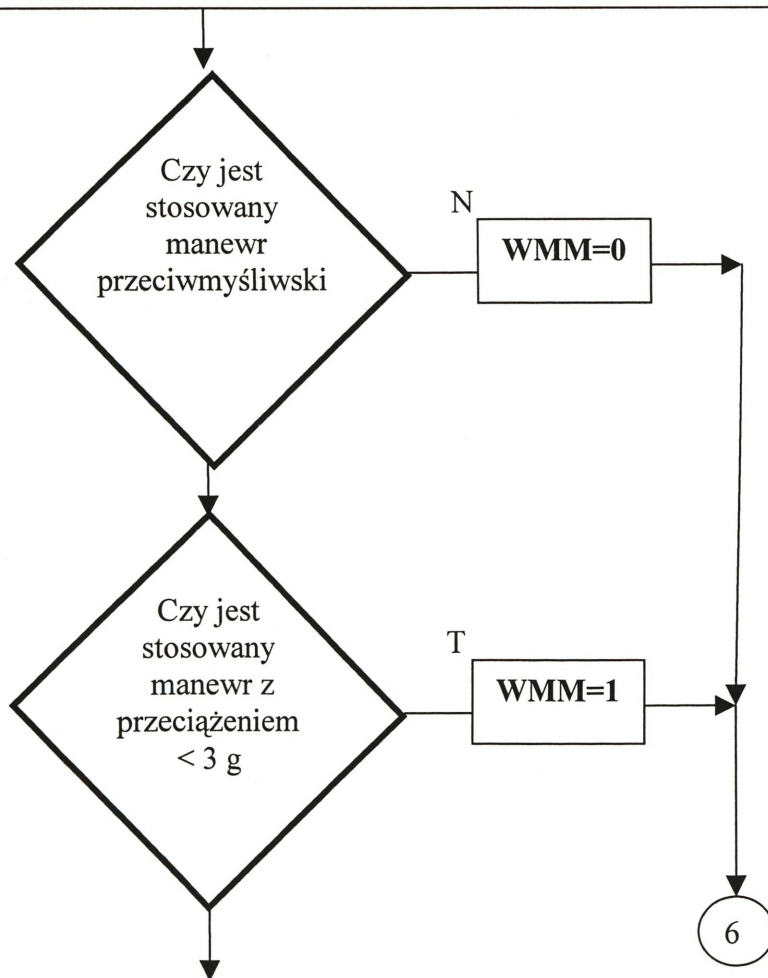 Czy jest
stosowany
manewr
przeciwmyśliwski
N
WMM=0
Czy jest
stosowany
manewr z
przeciążeniem
< 3 g
T
WMM=1
6